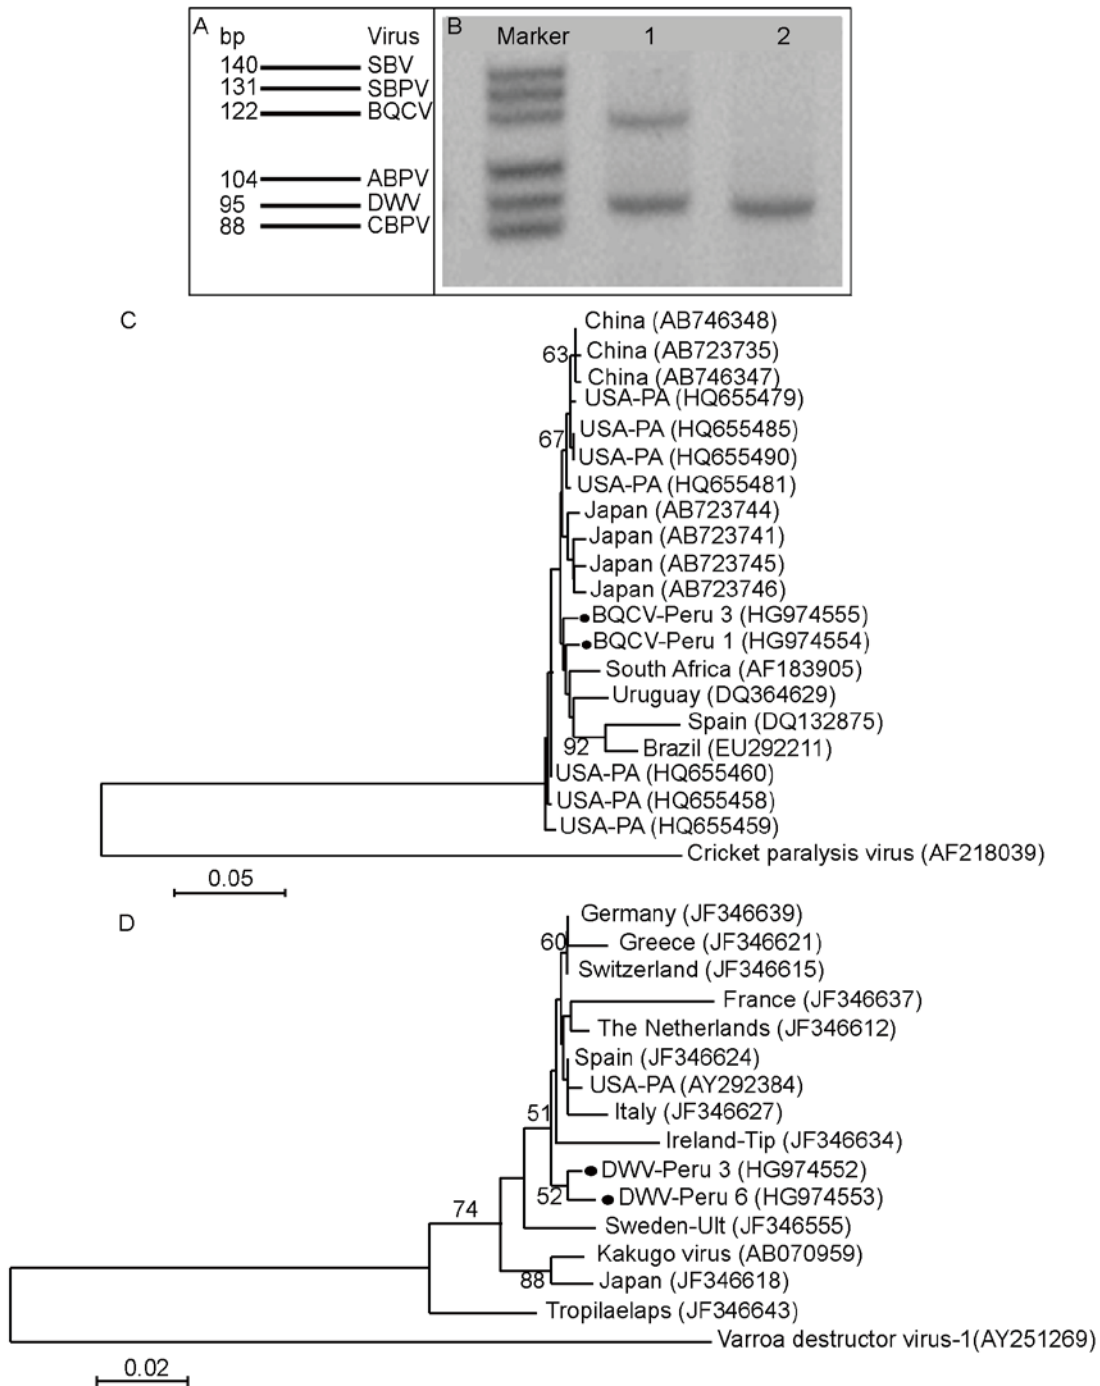 A
bp Virus
140 SBV
131 SBPV
122 BQCV
104 ABPV
95 DWV
88 CBPV
B
Marker 1 2
C
China (AB746348)
63
China (AB723735)
China (AB746347)
USA-PA (HQ655479)
67
USA-PA (HQ655485)
USA-PA (HQ655490)
USA-PA (HQ655481)
Japan (AB723744)
Japan (AB723741)
Japan (AB723745)
Japan (AB723746)
BQCV-Peru 3 (HG974555)
BQCV-Peru 1 (HG974554)
South Africa (AF183905)
Uruguay (DQ364629)
Spain (DQ132875)
92
Brazil (EU292211)
USA-PA (HQ655460)
USA-PA (HQ655458)
USA-PA (HQ655459)
Cricket paralysis virus (AF218039)
0.05
D
Germany (JF346639)
60
Greece (JF346621)
Switzerland (JF346615)
France (JF346637)
The Netherlands (JF346612)
Spain (JF346624)
USA-PA (AY292384)
51
Italy (JF346627)
Ireland-Tip (JF346634)
DWV-Peru 3 (HG974552)
52
DWV-Peru 6 (HG974553)
74
Sweden-Ult (JF346555)
Kakugo virus (AB070959)
88
Japan (JF346618)
Tropilaelaps (JF346643)
Varroa destructor virus-1(AY251269)
0.02